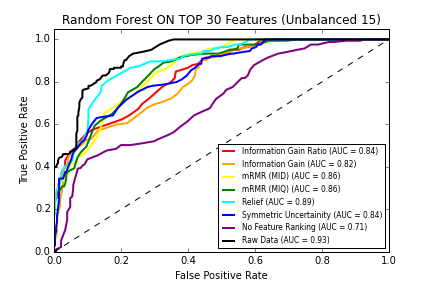 Random Forest ON TOP 30 Features (Unbalanced 15)
True Positive Rate
1.0
0.8
0.6
0.4
0.2
0.0
Information Gain Ratio (AUC = 0.84)
Information Gain (AUC = 0.82)
mRMR (MID) (AUC = 0.86)
mRMR (MIQ) (AUC = 0.86)
Relief (AUC = 0.89)
Symmetric Uncertainity (AUC = 0.84)
No Feature Ranking (AUC = 0.71)
Raw Data (AUC = 0.93)
0.0 0.2 0.4 0.6 0.8 1.0
False Positive Rate